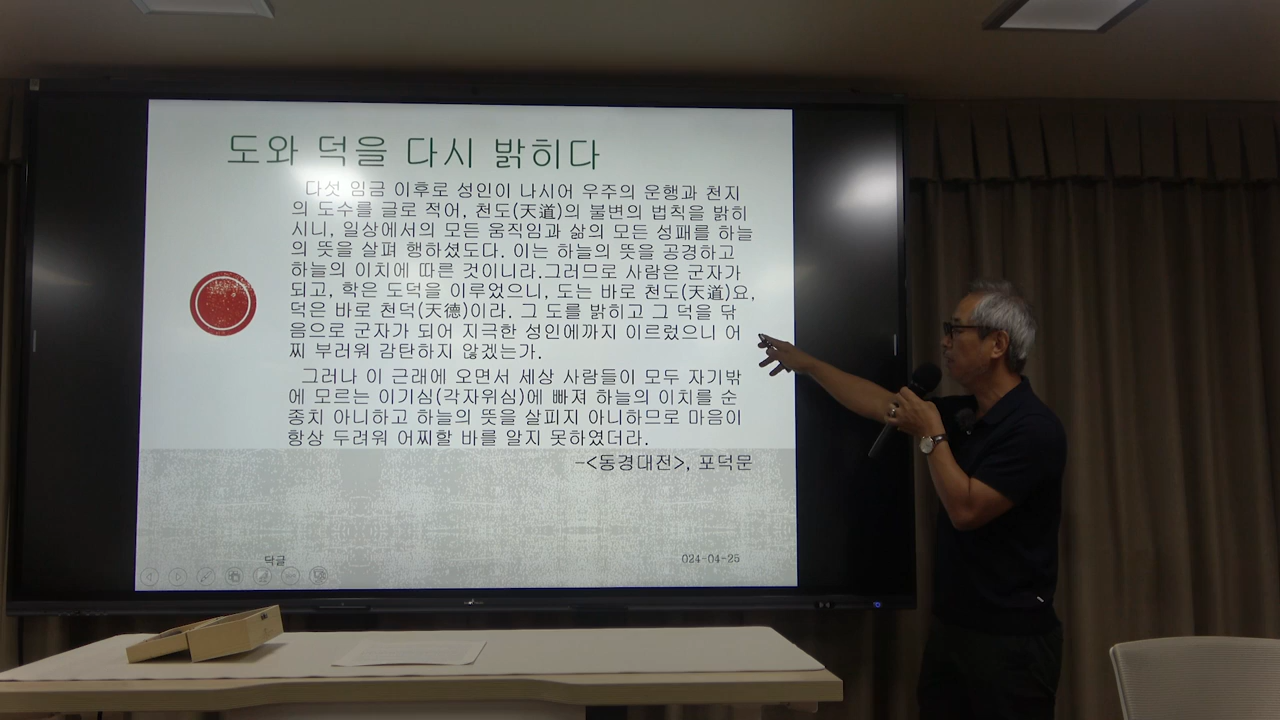 도와 덕을 다시 밝히다
다섯 임금 이후로 성인이 나시어 우주의 운행과 천지
의 도수를 글로 적어, 천도(天道)의 불변의 법칙을 밝히
시니, 일상에서의 모든 움직임과 삶의 모든 성패를 하늘
의 뜻을 살펴 행하셨도다. 이는 하늘의 뜻을 공경하고
하늘의 이치에 따른 것이니라.그러므로 사람은 군자가
되고, 학은 도덕을 이루었으니, 도는 바로 천도(天道)요,
덕은 바로 천덕(天德)이라. 그 도를 밝히고 그 덕을 닦
음으로 군자가 되어 지극한 성인에까지 이르렀으니 어
찌 부러워 감탄하지 않겠는가.
그러나 이 근래에 오면서 세상 사람들이 모두 자기밖
에 모르는 이기심(각자위심)에 빠져 하늘의 이치를 순
종치 아니하고 하늘의 뜻을 살피지 아니하므로 마음이
항상 두려워 어찌할 바를 알지 못하였더라.
-<동경대전>, 포덕문
닥글
024-04-25